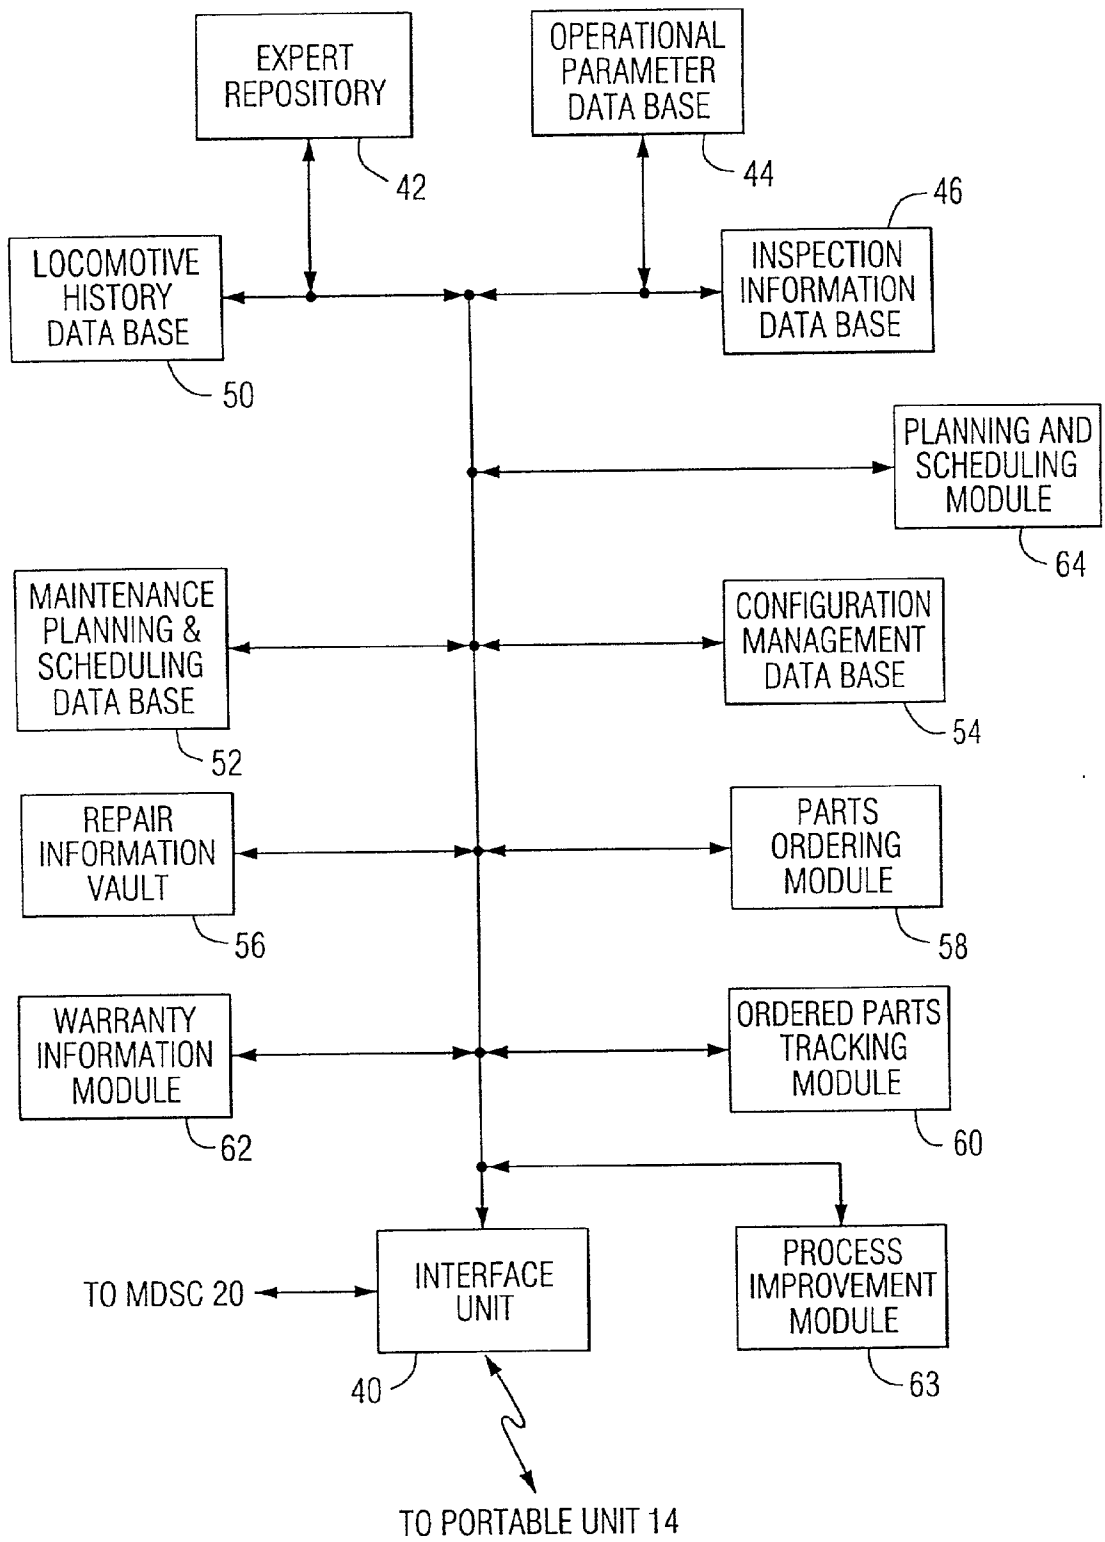 EXPERT
REPOSITORY
42
OPERATIONAL
PARAMETER
DATA BASE
44
LOCOMOTIVE
HISTORY
DATA BASE
50
46
INSPECTION
INFORMATION
DATA BASE
PLANNING AND
SCHEDULING
MODULE
64
MAINTENANCE
PLANNING &
SCHEDULING
DATA BASE
52
CONFIGURATION
MANAGEMENT
DATA BASE
54
REPAIR
INFORMATION
VAULT
56
PARTS
ORDERING
MODULE
58
WARRANTY
INFORMATION
MODULE
62
ORDERED PARTS
TRACKING
MODULE
60
TO MDSC 20
INTERFACE
UNIT
40
PROCESS
IMPROVEMENT
MODULE
63
TO PORTABLE UNIT 14